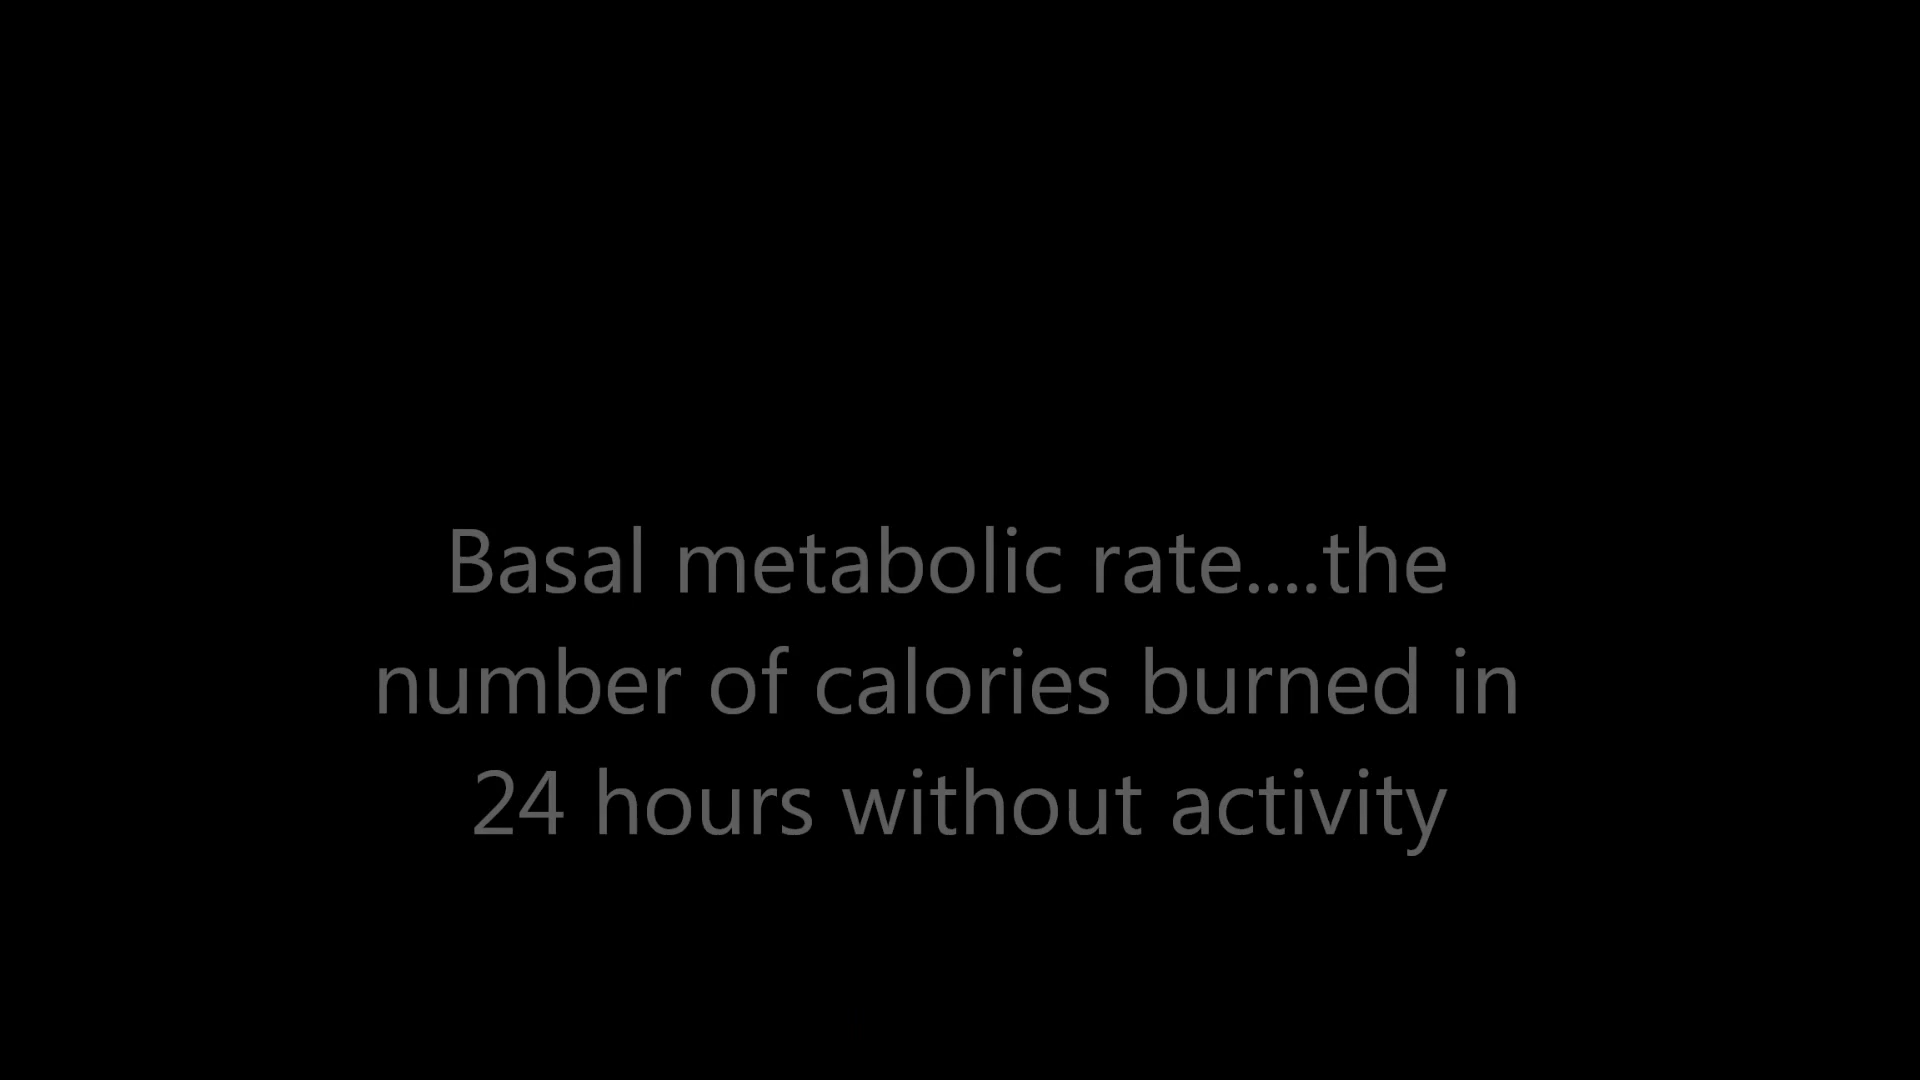 Basal metabolic rate....the
number of calories burned in
24 hours without activity